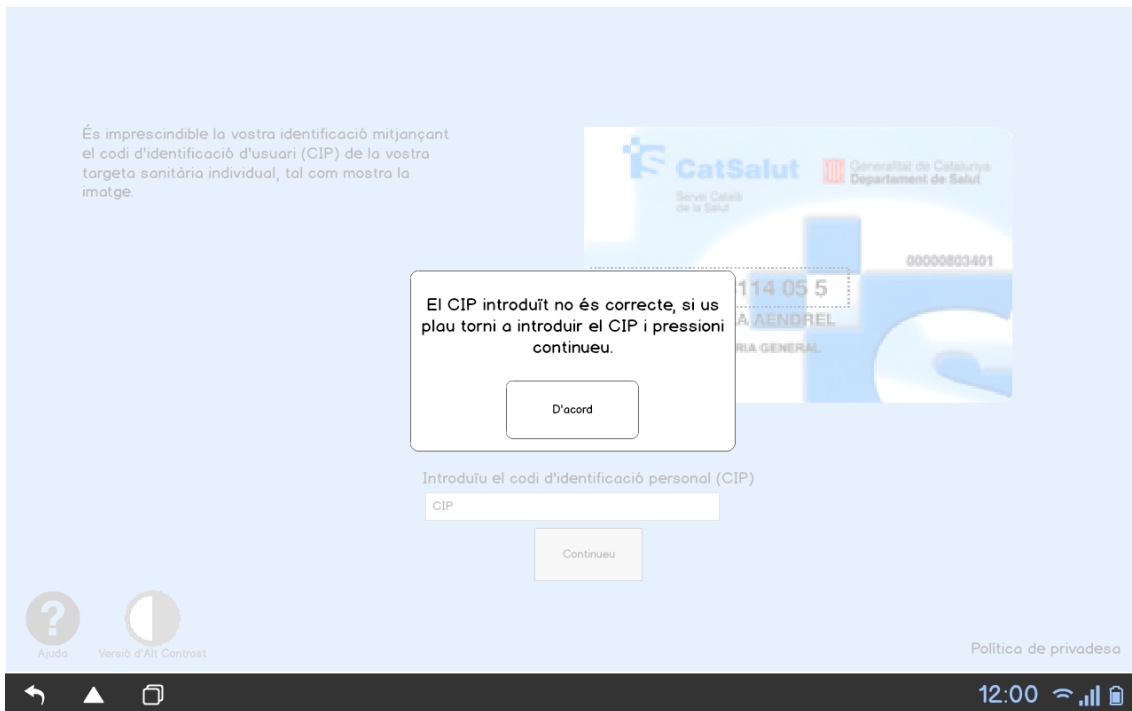 És imprescindible la vostra identificació mitjançant
el codi d'identificació d'usuari (CIP) de la vostra
targeta sanitària individual, tal com mostra la
imatge.
CatSalut
Servei Català
de la Salut
Generalitat de Catalunya
Departament de Salut
00000803401
114 05 5
A AENDREL
RIA GENERAL
El CIP introduït no és correcte, si us
plau torni a introduir el CIP i pressioni
continueu.
D'acord
Introduïu el codi d'identificació personal (CIP)
CIP
Continueu
Ajuda
Versió d'Alt Contrast
Política de privadesa
12:00